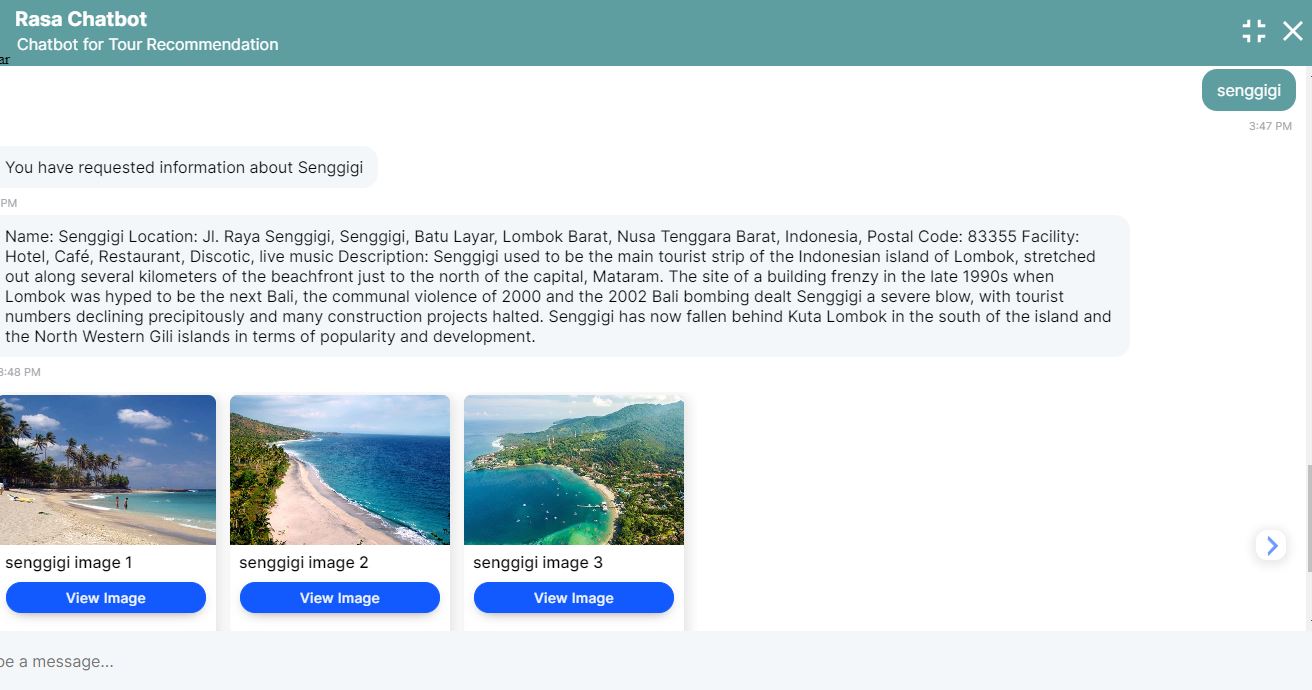 Rasa Chatbot
Chatbot for Tour Recommendation
ar
senggigi
3:47 PM
You have requested information about Senggigi
PM
Name: Senggigi Location: Jl. Raya Senggigi, Senggigi, Batu Layar, Lombok Barat, Nusa Tenggara Barat, Indonesia, Postal Code: 83355 Facility:
Hotel, Café, Restaurant, Discotic, live music Description: Senggigi used to be the main tourist strip of the Indonesian island of Lombok, stretched
out along several kilometers of the beachfront just to the north of the capital, Mataram. The site of a building frenzy in the late 1990s when
Lombok was hyped to be the next Bali, the communal violence of 2000 and the 2002 Bali bombing dealt Senggigi a severe blow, with tourist
numbers declining precipitously and many construction projects halted. Senggigi has now fallen behind Kuta Lombok in the south of the island and
the North Western Gili islands in terms of popularity and development.
3:48 PM
senggigi image 1
senggigi image 2
senggigi image 3
View Image
View Image
View Image
pe a message...